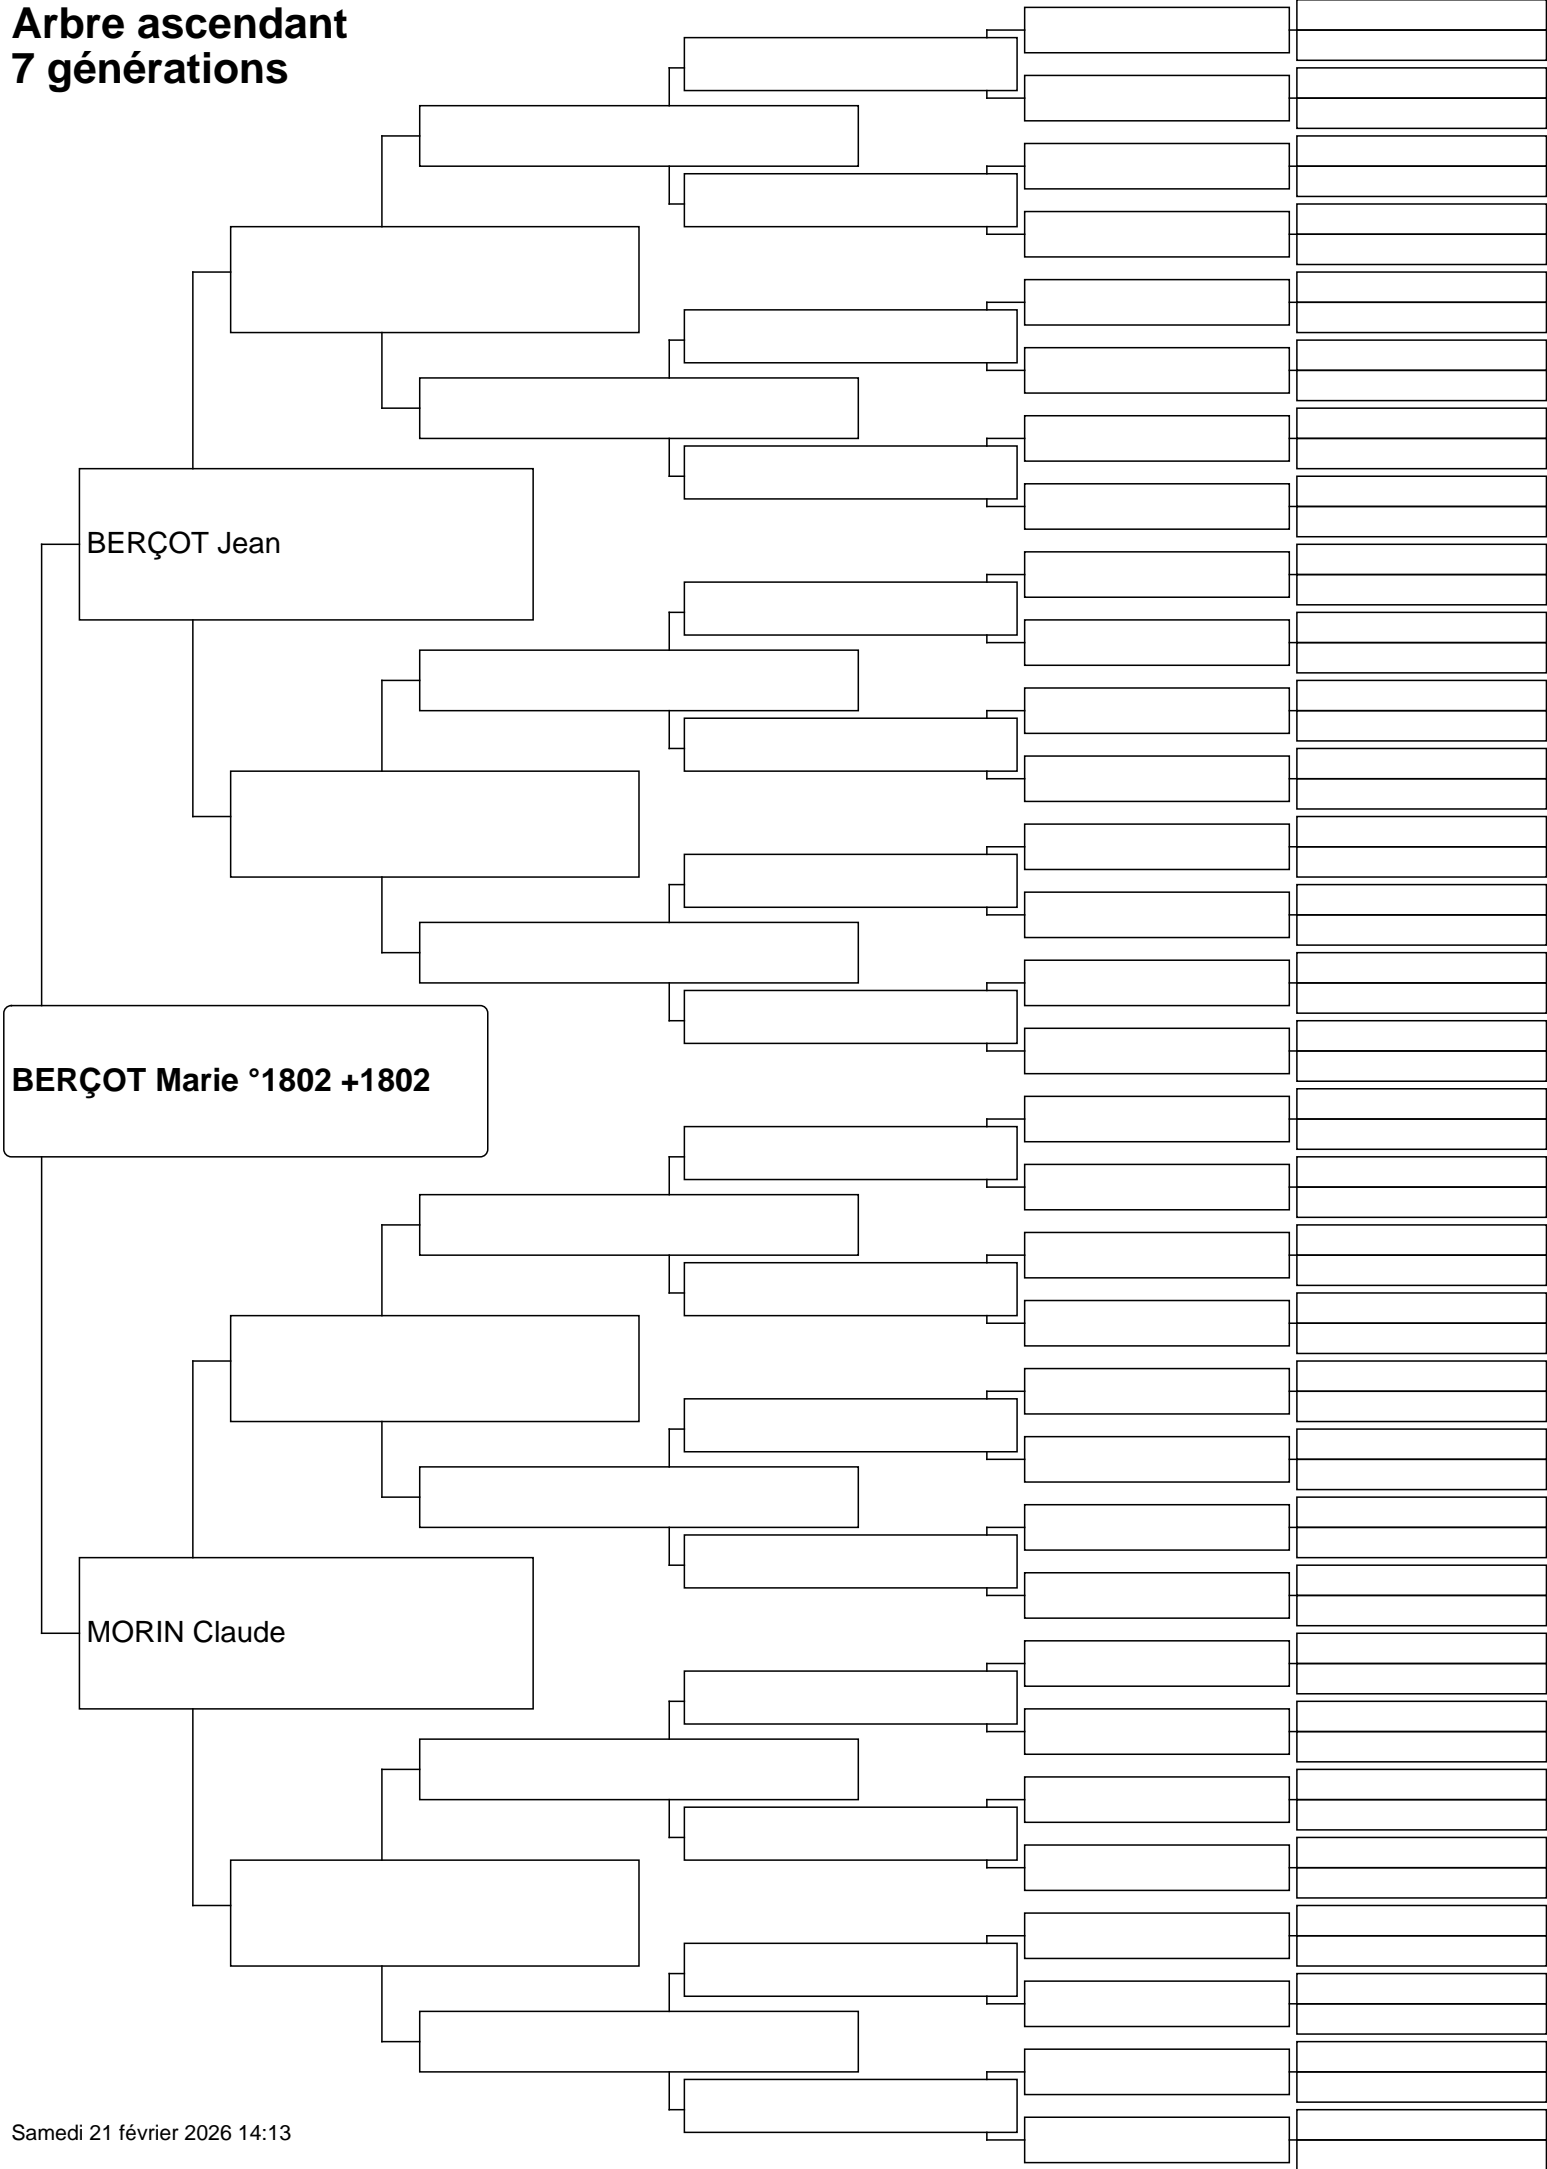 Arbre ascendant
7 générations
BERÇOT Jean
BERÇOT Marie °1802 +1802
MORIN Claude
Samedi 21 février 2026 14:13